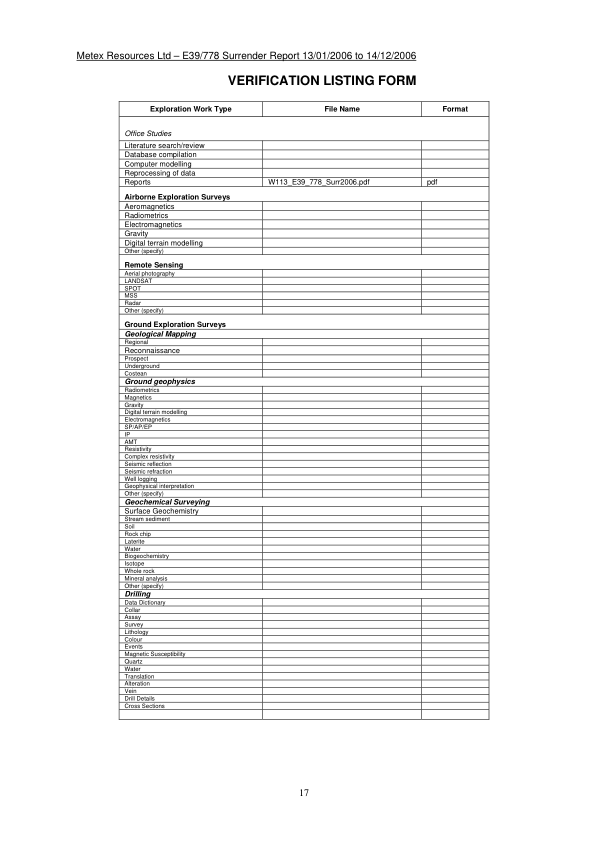 Metex Resources Ltd – E39/778 Surrender Report 13/01/2006 to 14/12/2006
VERIFICATION LISTING FORM
Exploration Work Type File Name Format
Office Studies
Literature search/review
Database compilation
Computer modelling
Reprocessing of data
Reports W113_E39_778_Surr2006.pdf pdf
Airborne Exploration Surveys
Aeromagnetics
Radiometrics
Electromagnetics
Gravity
Digital terrain modelling
Other (specify)
Remote Sensing
Aerial photography
LANDSAT
SPOT
MSS
Radar
Other (specify)
Ground Exploration Surveys
Geological Mapping
Regional
Reconnaissance
Prospect
Underground
Costean
Ground geophysics
Radiometrics
Magnetics
Gravity
Digital terrain modelling
Electromagnetics
SP/AP/EP
IP
AMT
Resistivity
Complex resistivity
Seismic reflection
Seismic refraction
Well logging
Geophysical interpretation
Other (specify)
Geochemical Surveying
Surface Geochemistry
Stream sediment
Soil
Rock chip
Laterite
Water
Biogeochemistry
Isotope
Whole rock
Mineral analysis
Other (specify)
Drilling
Data Dictionary
Collar
Assay
Survey
Lithology
Colour
Events
Magnetic Susceptibility
Quartz
Water
Translation
Alteration
Vein
Drill Details
Cross Sections
17